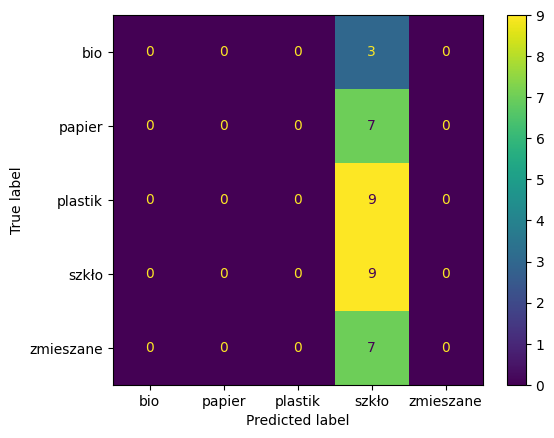 bio 0 0 0 3 0
papier 0 0 0 7 0
plastik 0 0 0 9 0
szkło 0 0 0 9 0
zmieszane 0 0 0 7 0
bio papier plastik szkło zmieszane
Predicted label
True label
9
8
7
6
5
4
3
2
1
0